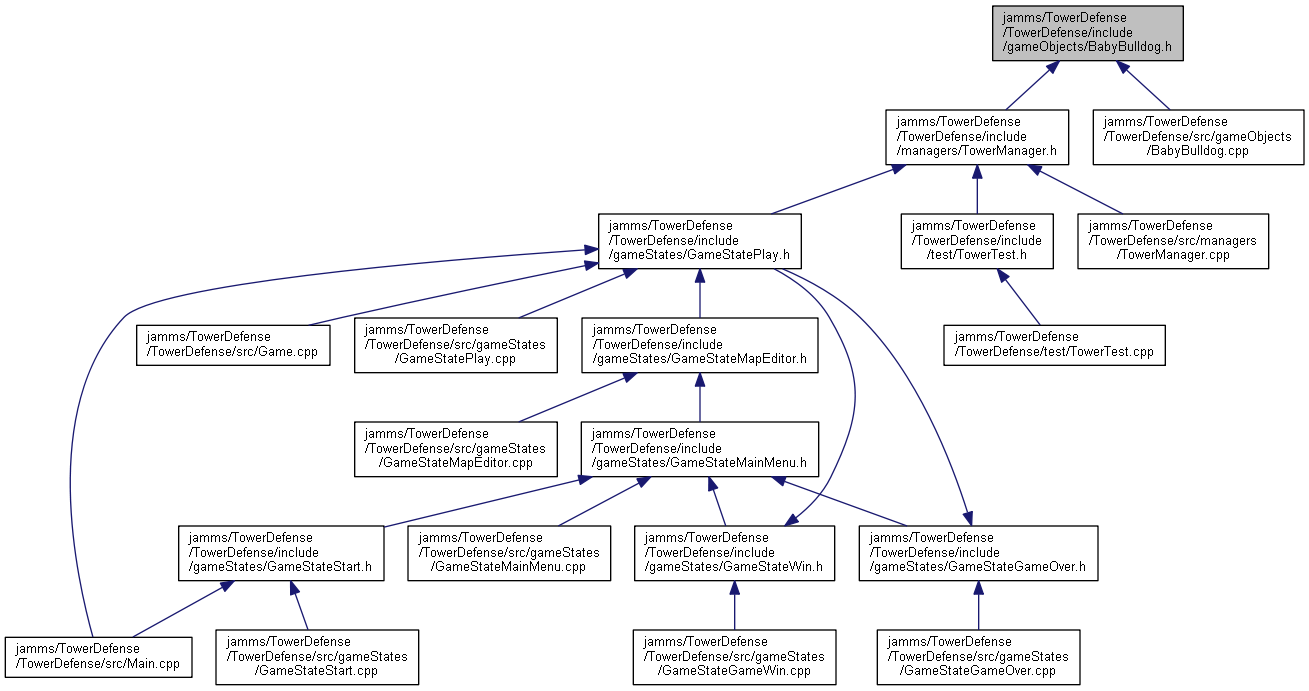 jamms/TowerDefense
/TowerDefense/include
/gameObjects/BabyBulldog.h
jamms/TowerDefense
/TowerDefense/include
/managers/TowerManager.h
jamms/TowerDefense
/TowerDefense/src/gameObjects
/BabyBulldog.cpp
jamms/TowerDefense
/TowerDefense/include
/gameStates/GameStatePlay.h
jamms/TowerDefense
/TowerDefense/include
/test/TowerTest.h
jamms/TowerDefense
/TowerDefense/src/managers
/TowerManager.cpp
jamms/TowerDefense
/TowerDefense/src/Game.cpp
jamms/TowerDefense
/TowerDefense/src/gameStates
/GameStatePlay.cpp
jamms/TowerDefense
/TowerDefense/include
/gameStates/GameStateMapEditor.h
jamms/TowerDefense
/TowerDefense/test/TowerTest.cpp
jamms/TowerDefense
/TowerDefense/src/gameStates
/GameStateMapEditor.cpp
jamms/TowerDefense
/TowerDefense/include
/gameStates/GameStateMainMenu.h
jamms/TowerDefense
/TowerDefense/include
/gameStates/GameStateStart.h
jamms/TowerDefense
/TowerDefense/src/gameStates
/GameStateMainMenu.cpp
jamms/TowerDefense
/TowerDefense/include
/gameStates/GameStateWin.h
jamms/TowerDefense
/TowerDefense/include
/gameStates/GameStateGameOver.h
jamms/TowerDefense
/TowerDefense/src/Main.cpp
jamms/TowerDefense
/TowerDefense/src/gameStates
/GameStateStart.cpp
jamms/TowerDefense
/TowerDefense/src/gameStates
/GameStateGameWin.cpp
jamms/TowerDefense
/TowerDefense/src/gameStates
/GameStateGameOver.cpp